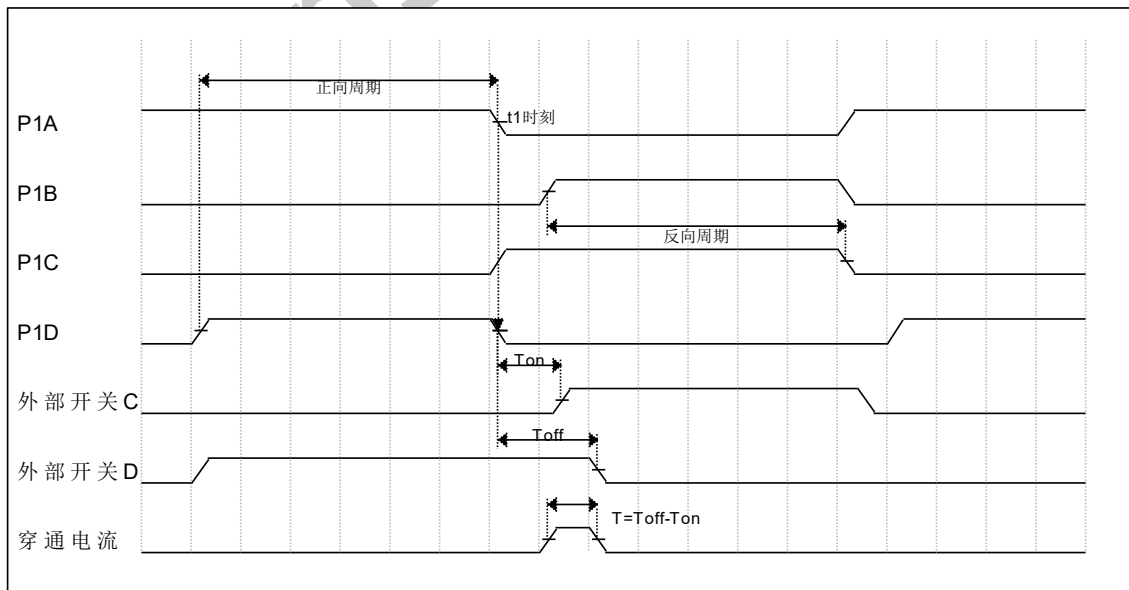 正向周期
P1A
t1时刻
P1B
反向周期
P1C
P1D
Ton
外部开关C
Toff
外部开关D
T=Toff-Ton
穿通电流